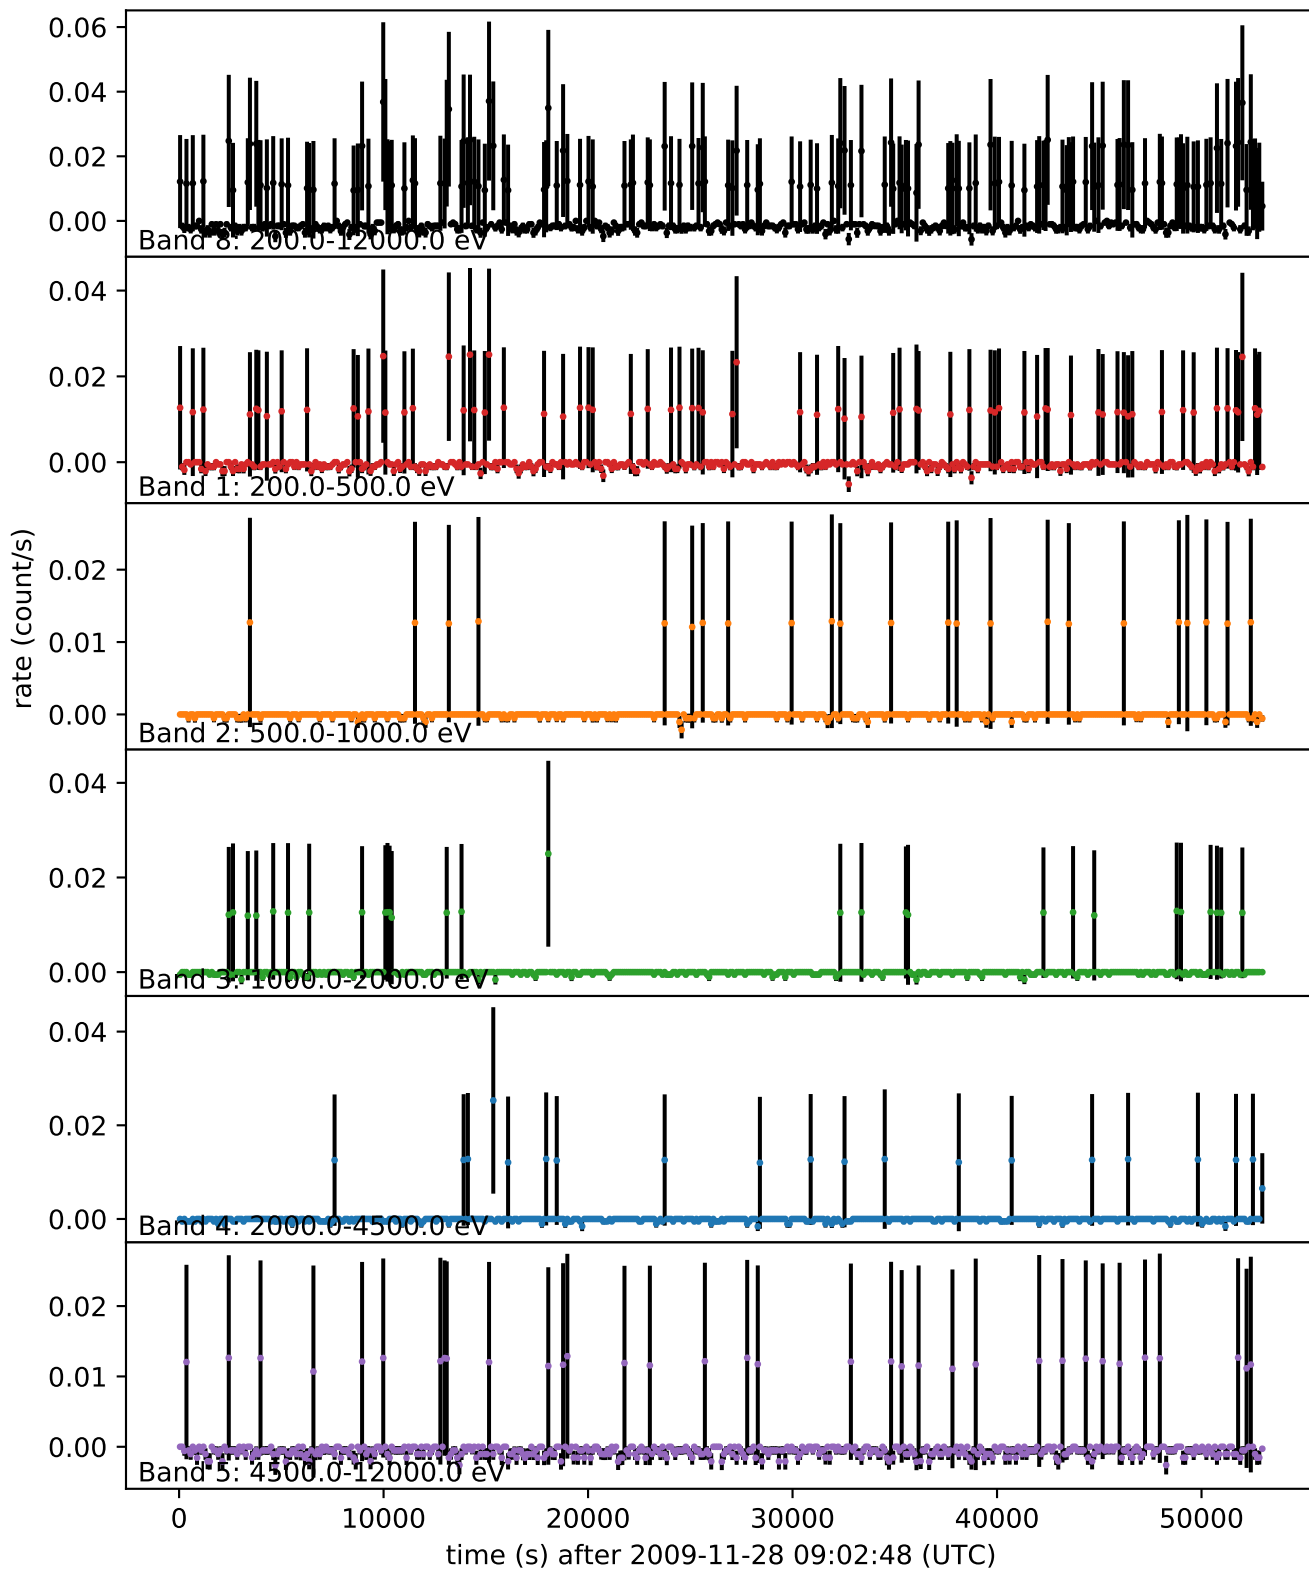 0.06
0.04
0.02
0.00
Band 8: 200.0-12000.0 eV
0.04
0.02
0.00
Band 1: 200.0-500.0 eV
0.02
0.01
0.00
Band 2: 500.0-1000.0 eV
rate (count/s)
0.04
0.02
0.00
Band 3: 1000.0-2000.0 eV
0.04
0.02
0.00
Band 4: 2000.0-4500.0 eV
0.02
0.01
0.00
Band 5: 4500.0-12000.0 eV
0 10000 20000 30000 40000 50000
time (s) after 2009-11-28 09:02:48 (UTC)